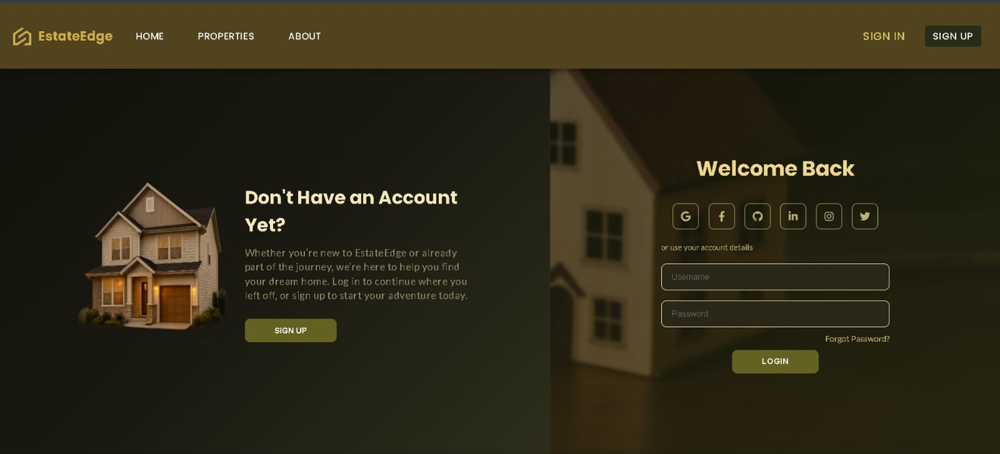 EstateEdge
HOME
PROPERTIES
ABOUT
SIGN IN
SIGN UP
Don't Have an Account
Yet?
Whether you're new to EstateEdge or already
part of the journey, we're here to help you find
your dream home. Log in to continue where you
left off, or sign up to start your adventure today.
SIGN UP
Welcome Back
or use your account details
Username
Password
Forgot Password?
LOGIN